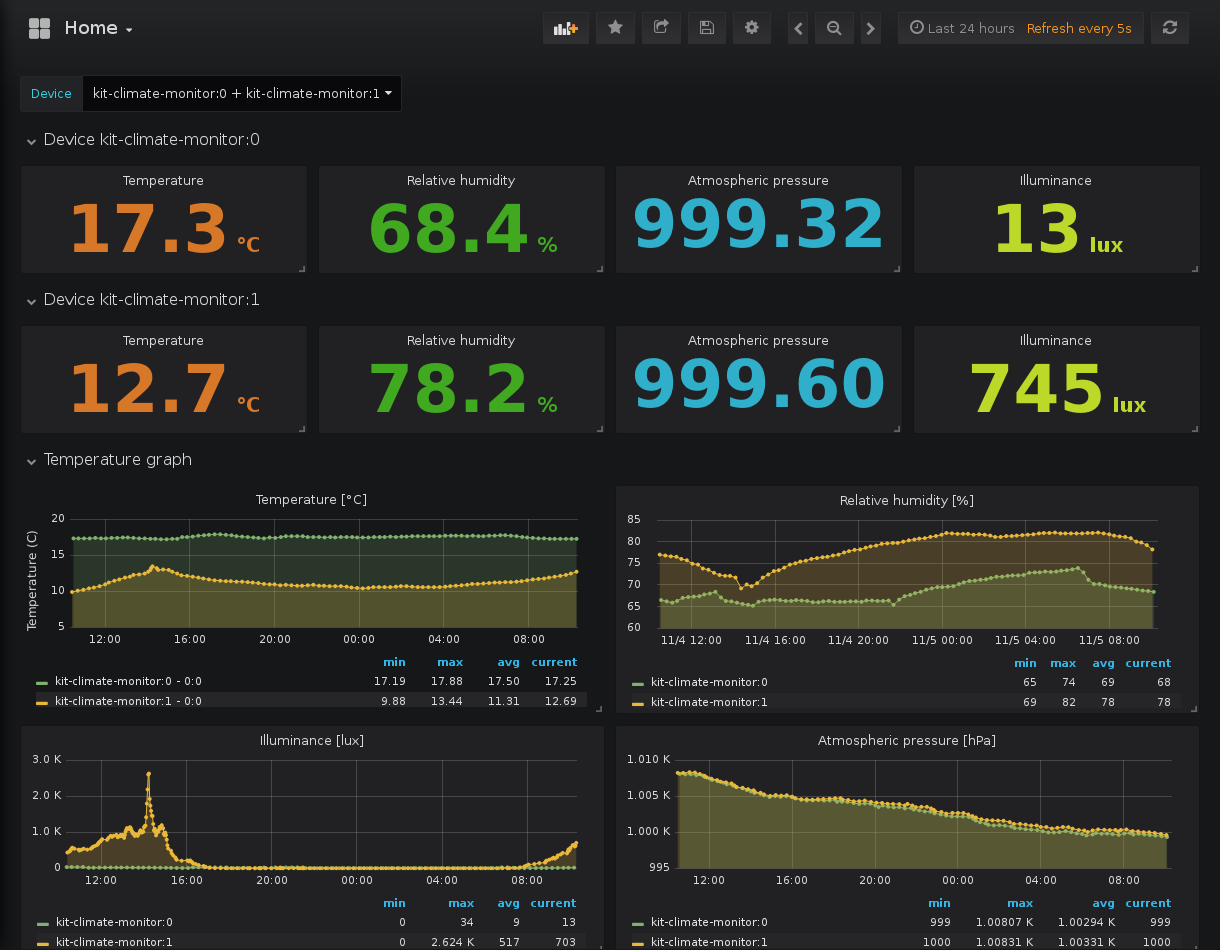 Home
Last 24 hours Refresh every 5s
Device kit-climate-monitor:0 + kit-climate-monitor:1
Device kit-climate-monitor:0
Temperature Relative humidity Atmospheric pressure Illuminance
17.3 °C 68.4 % 999.32 13 lux
Device kit-climate-monitor:1
Temperature Relative humidity Atmospheric pressure Illuminance
12.7 °C 78.2 % 999.60 745 lux
Temperature graph
Temperature [°C]
Temperature (C)
20
15
10
5
12:00 16:00 20:00 00:00 04:00 08:00
min max avg current
kit-climate-monitor:0 - 0:0 17.19 17.88 17.50 17.25
kit-climate-monitor:1 - 0:0 9.88 13.44 11.31 12.69
Relative humidity [%]
85
80
75
70
65
60
11/4 12:00 11/4 16:00 11/4 20:00 11/5 00:00 11/5 04:00 11/5 08:00
min max avg current
kit-climate-monitor:0 65 74 69 68
kit-climate-monitor:1 69 82 78 78
Illuminance [lux]
3.0 K
2.0 K
1.0 K
0
12:00 16:00 20:00 00:00 04:00 08:00
min max avg current
kit-climate-monitor:0 0 34 9 13
kit-climate-monitor:1 0 2.624 K 517 703
Atmospheric pressure [hPa]
1.010 K
1.005 K
1.000 K
995
12:00 16:00 20:00 00:00 04:00 08:00
min max avg current
kit-climate-monitor:0 999 1.00807 K 1.00294 K 999
kit-climate-monitor:1 1000 1.00831 K 1.00331 K 1000